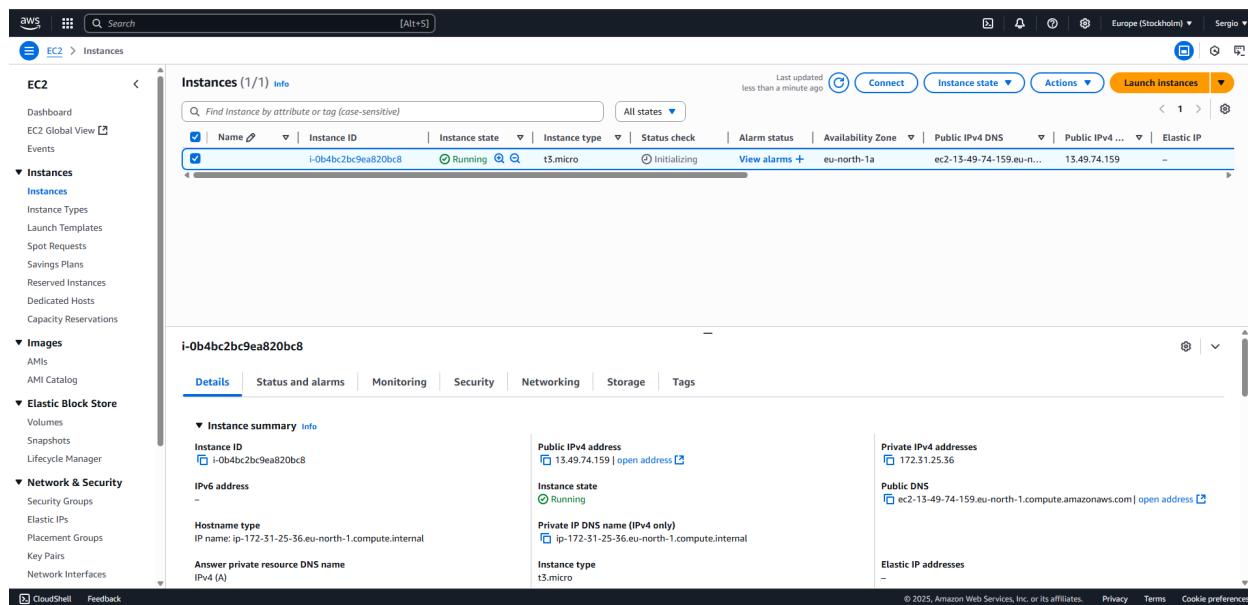 aws Search [Alt+S] Europe (Stockholm) Sergio
EC2 > Instances
EC2
Dashboard
EC2 Global View
Events
Instances
Instances
Instance Types
Launch Templates
Spot Requests
Savings Plans
Reserved Instances
Dedicated Hosts
Capacity Reservations
Images
AMIs
AMI Catalog
Elastic Block Store
Volumes
Snapshots
Lifecycle Manager
Network & Security
Security Groups
Elastic IPs
Placement Groups
Key Pairs
Network Interfaces
Instances (1/1) Info
Last updated
less than a minute ago
Connect Instance state Actions Launch instances
Find Instance by attribute or tag (case-sensitive) All states < 1 >
Name Instance ID Instance state Instance type Status check Alarm status Availability Zone Public IPv4 DNS Public IPv4 ... Elastic IP
i-0b4bc2bc9ea820bc8 Running t3.micro Initializing View alarms + eu-north-1a ec2-13-49-74-159.eu-n... 13.49.74.159 –
i-0b4bc2bc9ea820bc8
Details Status and alarms Monitoring Security Networking Storage Tags
Instance summary Info
Instance ID
i-0b4bc2bc9ea820bc8
Public IPv4 address
13.49.74.159 | open address
Private IPv4 addresses
172.31.25.36
IPv6 address
–
Instance state
Running
Public DNS
ec2-13-49-74-159.eu-north-1.compute.amazonaws.com | open address
Hostname type
IP name: ip-172-31-25-36.eu-north-1.compute.internal
Private IP DNS name (IPv4 only)
ip-172-31-25-36.eu-north-1.compute.internal
Answer private resource DNS name
IPv4 (A)
Instance type
t3.micro
Elastic IP addresses
–
CloudShell Feedback © 2025, Amazon Web Services, Inc. or its affiliates. Privacy Terms Cookie preferences